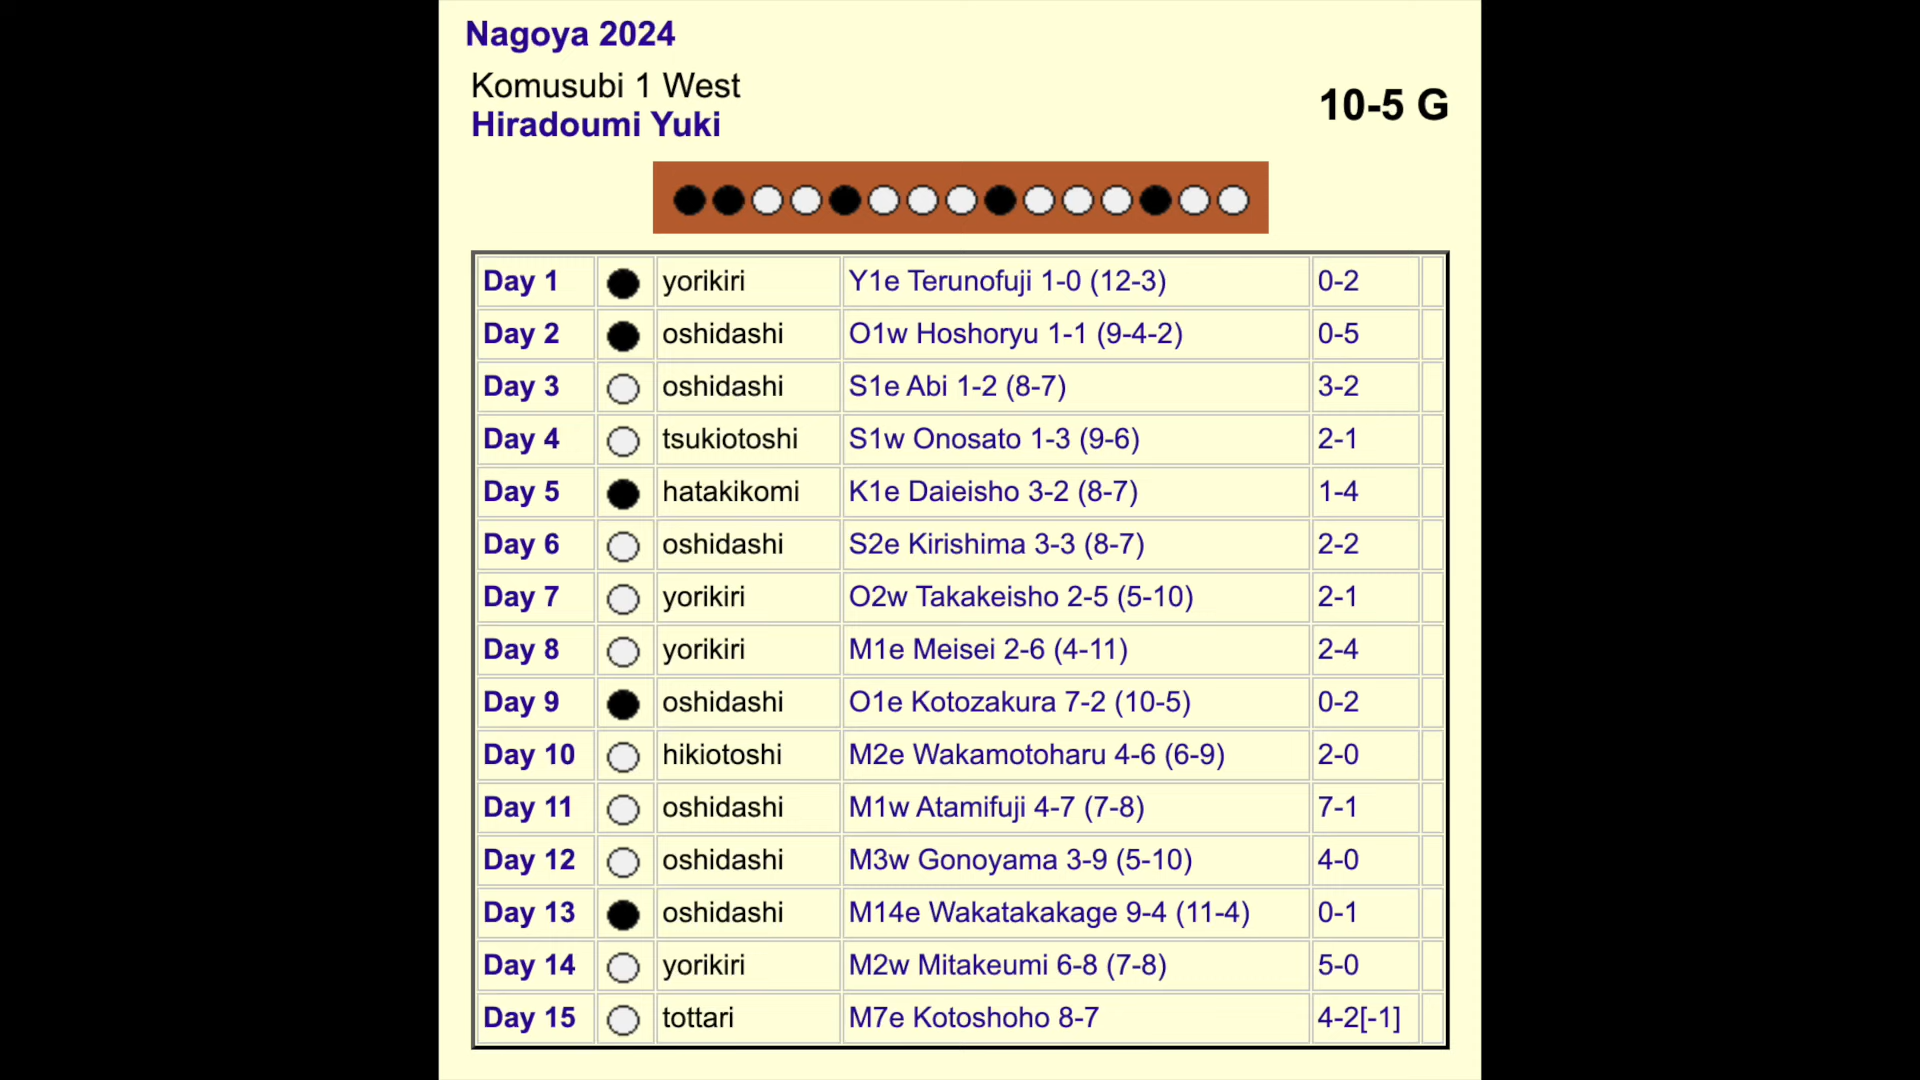 Nagoya 2024
Komusubi 1 West
Hiradoumi Yuki
10-5 G
Day 1 yorikiri Y1e Terunofuji 1-0 (12-3) 0-2
Day 2 oshidashi O1w Hoshoryu 1-1 (9-4-2) 0-5
Day 3 oshidashi S1e Abi 1-2 (8-7) 3-2
Day 4 tsukiotoshi S1w Onosato 1-3 (9-6) 2-1
Day 5 hatakikomi K1e Daieisho 3-2 (8-7) 1-4
Day 6 oshidashi S2e Kirishima 3-3 (8-7) 2-2
Day 7 yorikiri O2w Takakeisho 2-5 (5-10) 2-1
Day 8 yorikiri M1e Meisei 2-6 (4-11) 2-4
Day 9 oshidashi O1e Kotozakura 7-2 (10-5) 0-2
Day 10 hikiotoshi M2e Wakamotoharu 4-6 (6-9) 2-0
Day 11 oshidashi M1w Atamifuji 4-7 (7-8) 7-1
Day 12 oshidashi M3w Gonoyama 3-9 (5-10) 4-0
Day 13 oshidashi M14e Wakatakakage 9-4 (11-4) 0-1
Day 14 yorikiri M2w Mitakeumi 6-8 (7-8) 5-0
Day 15 tottari M7e Kotoshoho 8-7 4-2[-1]